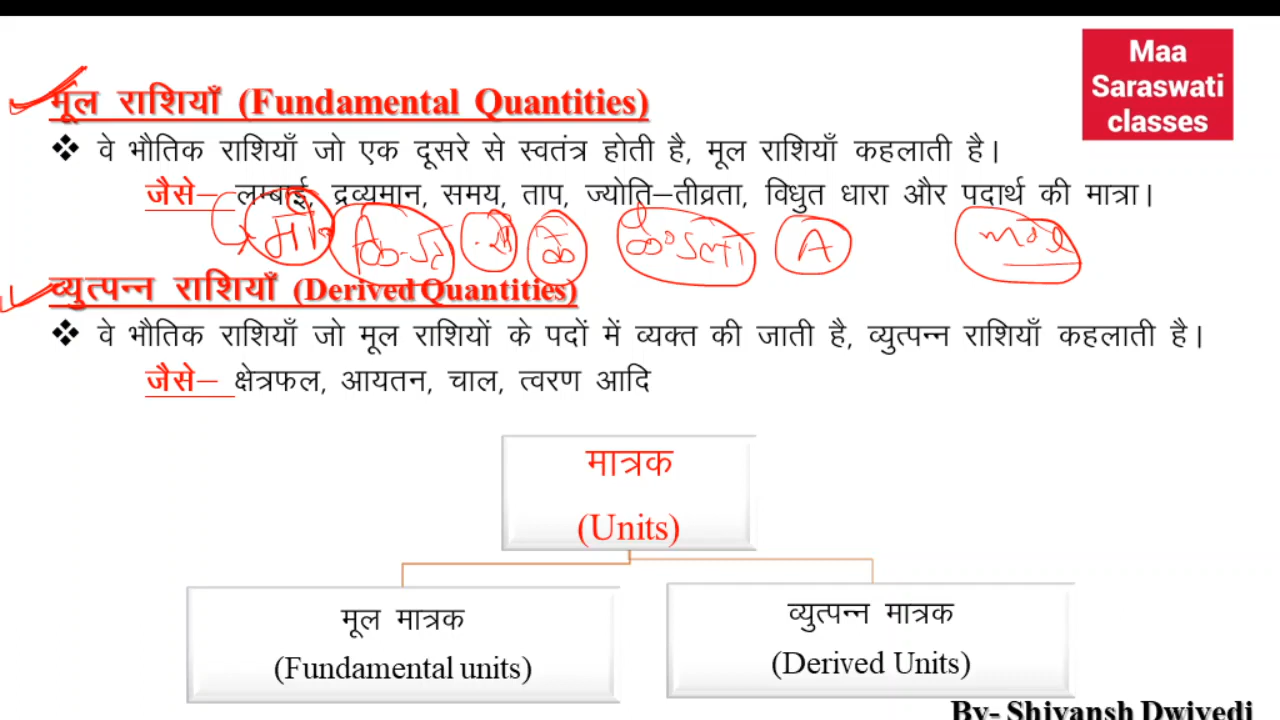 Maa
Saraswati
classes
मूल राशियाँ (Fundamental Quantities)
❖ वे भौतिक राशियाँ जो एक दूसरे से स्वतंत्र होती है, मूल राशियाँ कहलाती है।
जैसे– लम्बाई, द्रव्यमान, समय, ताप, ज्योति–तीव्रता, विधुत धारा और पदार्थ की मात्रा।
A mol
व्युत्पन्न राशियाँ (Derived Quantities)
❖ वे भौतिक राशियाँ जो मूल राशियों के पदों में व्यक्त की जाती है, व्युत्पन्न राशियाँ कहलाती है।
जैसे– क्षेत्रफल, आयतन, चाल, त्वरण आदि
मात्रक
(Units)
मूल मात्रक
(Fundamental units)
व्युत्पन्न मात्रक
(Derived Units)
By- Shivansh Dwivedi